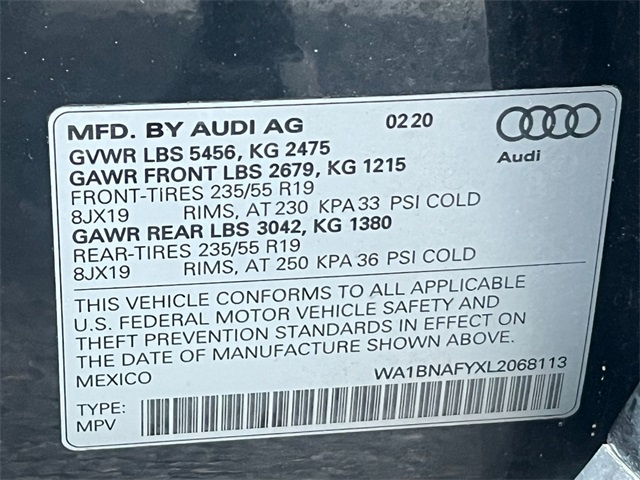 MFD. BY AUDI AG 0220
GVWR LBS 5456, KG 2475
GAWR FRONT LBS 2679, KG 1215
FRONT-TIRES 235/55 R19
8JX19 RIMS, AT 230 KPA 33 PSI COLD
GAWR REAR LBS 3042, KG 1380
REAR-TIRES 235/55 R19
8JX19 RIMS, AT 250 KPA 36 PSI COLD
Audi
THIS VEHICLE CONFORMS TO ALL APPLICABLE
U.S. FEDERAL MOTOR VEHICLE SAFETY AND
THEFT PREVENTION STANDARDS IN EFFECT ON
THE DATE OF MANUFACTURE SHOWN ABOVE.
MEXICO WA1BNAFYXL2068113
TYPE:
MPV